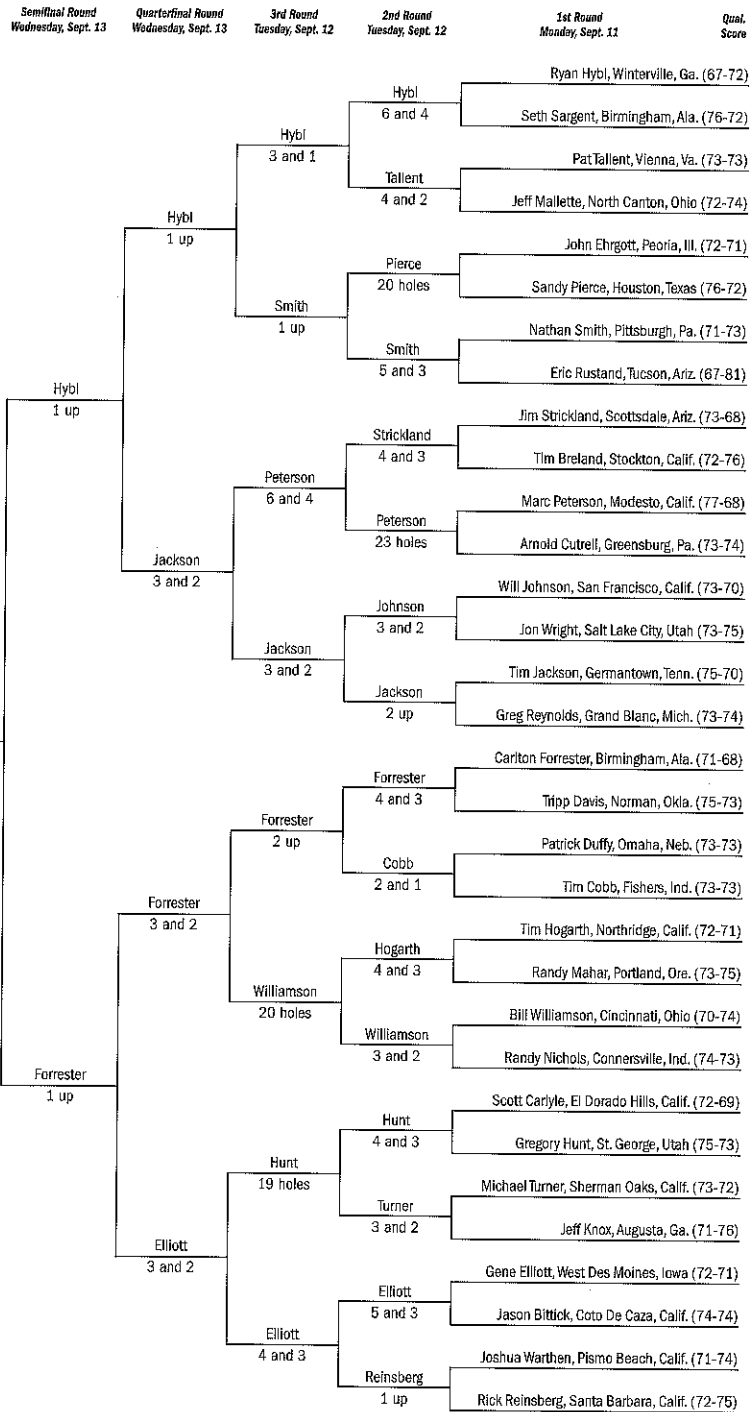 Semifinal Round
Wednesday, Sept. 13
Quarterfinal Round
Wednesday, Sept. 13
3rd Round
Tuesday, Sept. 12
2nd Round
Tuesday, Sept. 12
1st Round
Monday, Sept. 11
Qual.
Score
Ryan Hybl, Winterville, Ga. (67-72)
Hybl
6 and 4
Seth Sargent, Birmingham, Ala. (76-72)
Hybl
3 and 1
Pat Tallent, Vienna, Va. (73-73)
Tallent
4 and 2
Jeff Mallette, North Canton, Ohio (72-74)
Hybl
1 up
John Ehrgott, Peoria, Ill. (72-71)
Pierce
20 holes
Sandy Pierce, Houston, Texas (76-72)
Smith
1 up
Nathan Smith, Pittsburgh, Pa. (71-73)
Smith
5 and 3
Eric Rustand, Tucson, Ariz. (67-81)
Hybl
1 up
Jim Strickland, Scottsdale, Ariz. (73-68)
Strickland
4 and 3
Tim Breland, Stockton, Calif. (72-76)
Peterson
6 and 4
Marc Peterson, Modesto, Calif. (77-68)
Peterson
23 holes
Arnold Cutrell, Greensburg, Pa. (73-74)
Jackson
3 and 2
Will Johnson, San Francisco, Calif. (73-70)
Johnson
3 and 2
Jon Wright, Salt Lake City, Utah (73-75)
Jackson
3 and 2
Tim Jackson, Germantown, Tenn. (75-70)
Jackson
2 up
Greg Reynolds, Grand Blanc, Mich. (73-74)
Carlton Forrester, Birmingham, Ala. (71-68)
Forrester
4 and 3
Tripp Davis, Norman, Okla. (75-73)
Forrester
2 up
Patrick Duffy, Omaha, Neb. (73-73)
Cobb
2 and 1
Tim Cobb, Fishers, Ind. (73-73)
Forrester
3 and 2
Tim Hogarth, Northridge, Calif. (72-71)
Hogarth
4 and 3
Randy Mahar, Portland, Ore. (73-75)
Williamson
20 holes
Bill Williamson, Cincinnati, Ohio (70-74)
Williamson
3 and 2
Randy Nichols, Connersville, Ind. (74-73)
Forrester
1 up
Scott Carlyle, El Dorado Hills, Calif. (72-69)
Hunt
4 and 3
Gregory Hunt, St. George, Utah (75-73)
Hunt
19 holes
Michael Turner, Sherman Oaks, Calif. (73-72)
Turner
3 and 2
Jeff Knox, Augusta, Ga. (71-76)
Elliott
3 and 2
Gene Elliott, West Des Moines, Iowa (72-71)
Elliott
5 and 3
Jason Bittick, Coto De Caza, Calif. (74-74)
Elliott
4 and 3
Joshua Warthen, Pismo Beach, Calif. (71-74)
Reinsberg
1 up
Rick Reinsberg, Santa Barbara, Calif. (72-75)